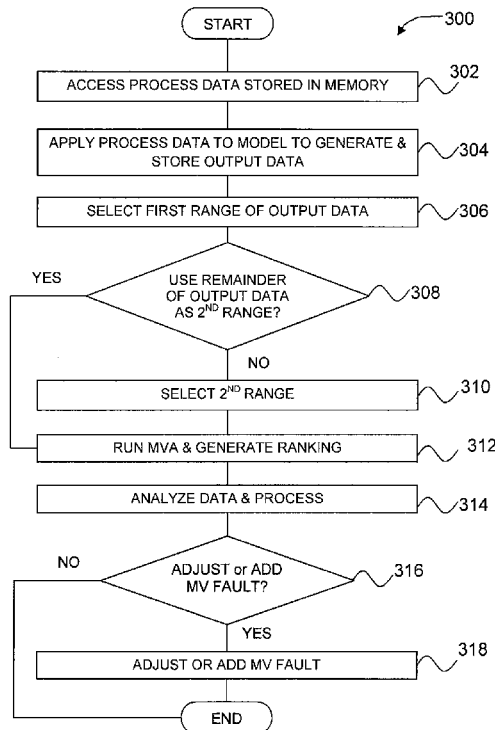 START
300
ACCESS PROCESS DATA STORED IN MEMORY
302
APPLY PROCESS DATA TO MODEL TO GENERATE &
STORE OUTPUT DATA
304
SELECT FIRST RANGE OF OUTPUT DATA
306
YES
USE REMAINDER
OF OUTPUT DATA
AS 2ND RANGE?
308
NO
SELECT 2ND RANGE
310
RUN MVA & GENERATE RANKING
312
ANALYZE DATA & PROCESS
314
NO
ADJUST or ADD
MV FAULT?
316
YES
ADJUST OR ADD MV FAULT
318
END